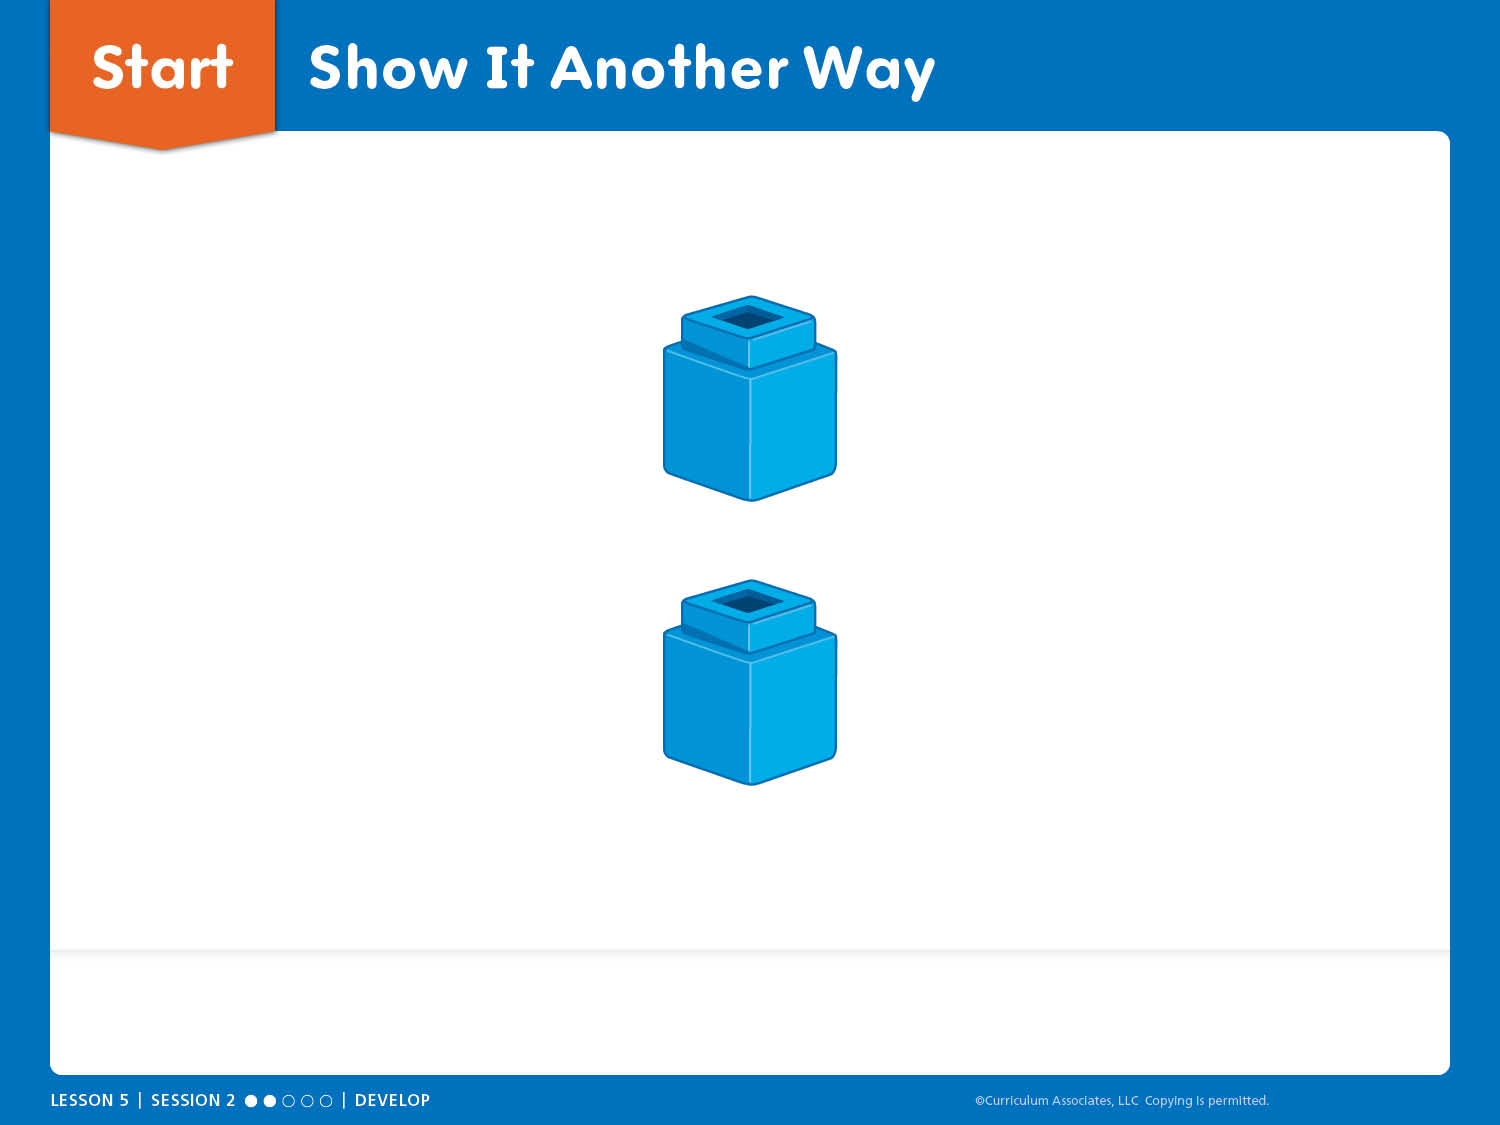 Start
Show It Another Way
LESSON 5 | SESSION 2 ●●○○○ | DEVELOP
©Curriculum Associates, LLC Copying is permitted.